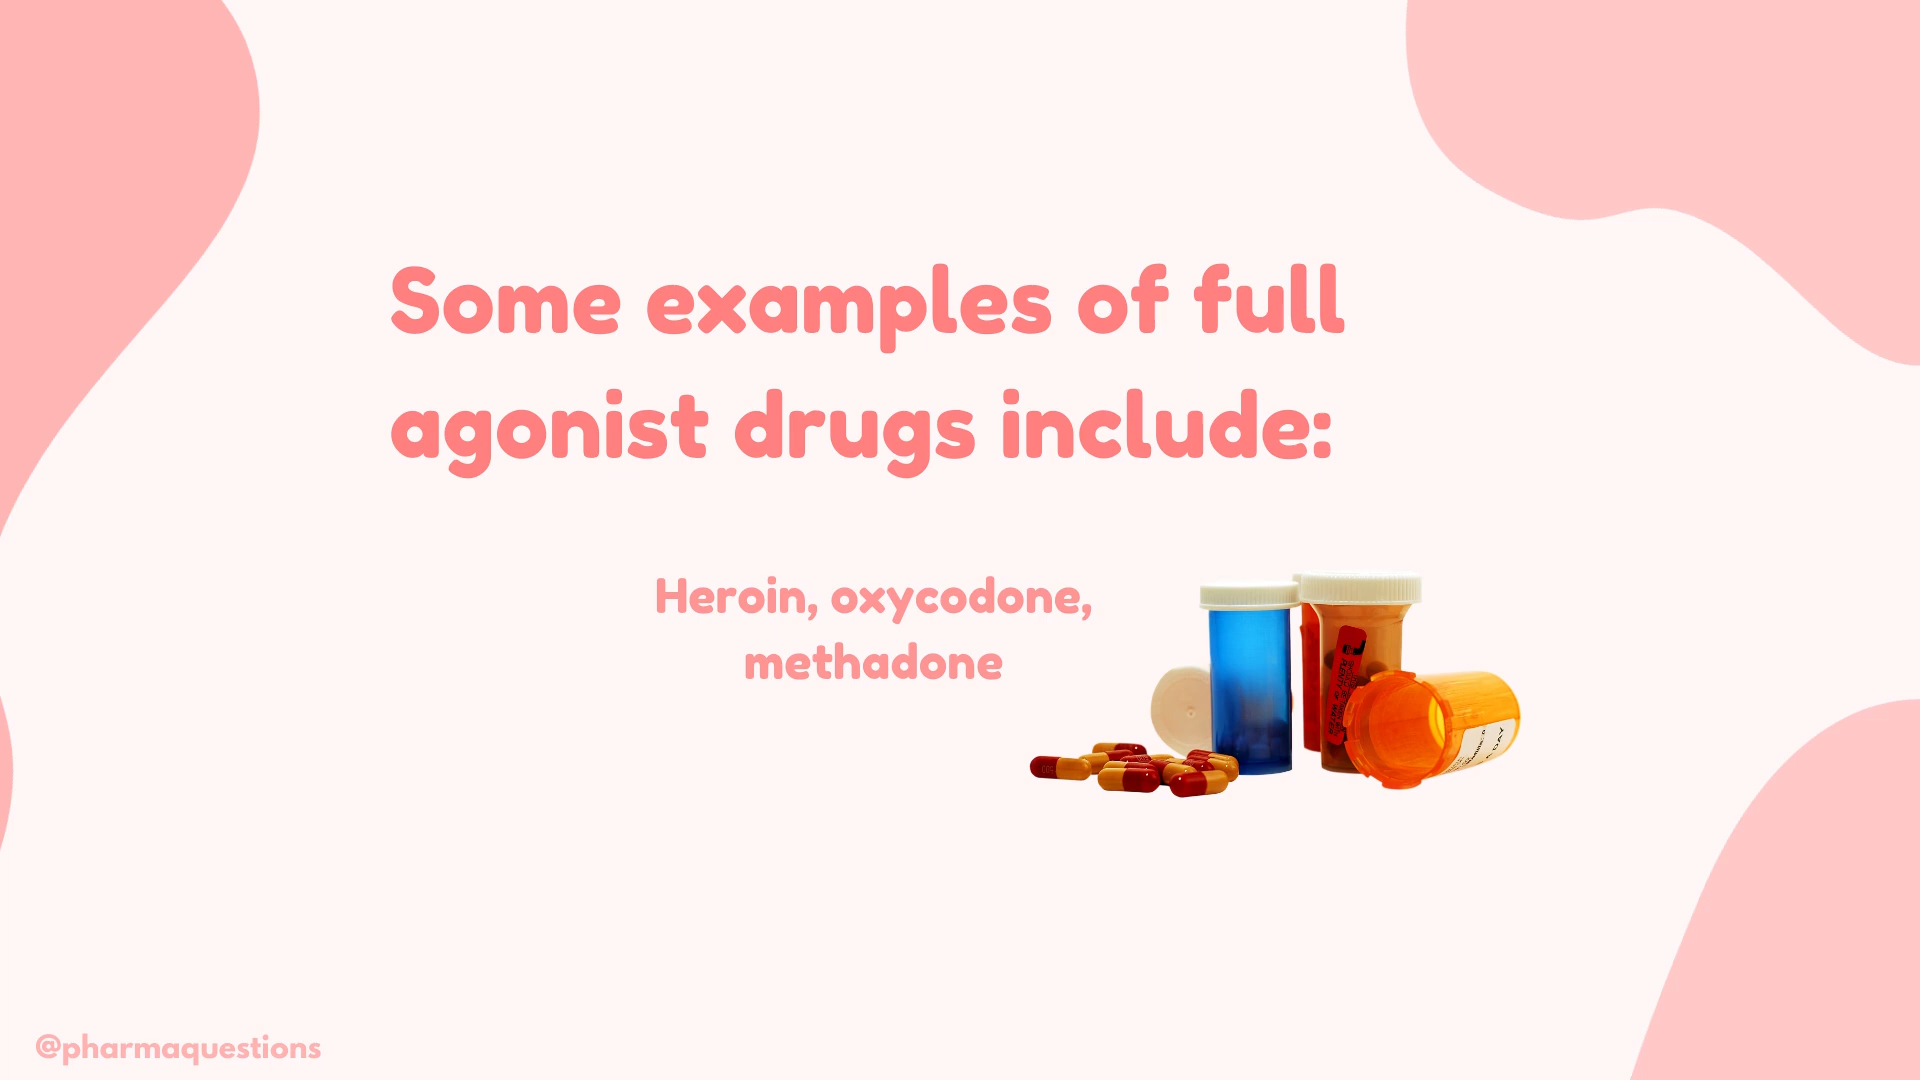 Some examples of full
agonist drugs include:
Heroin, oxycodone,
methadone
@pharmaquestions